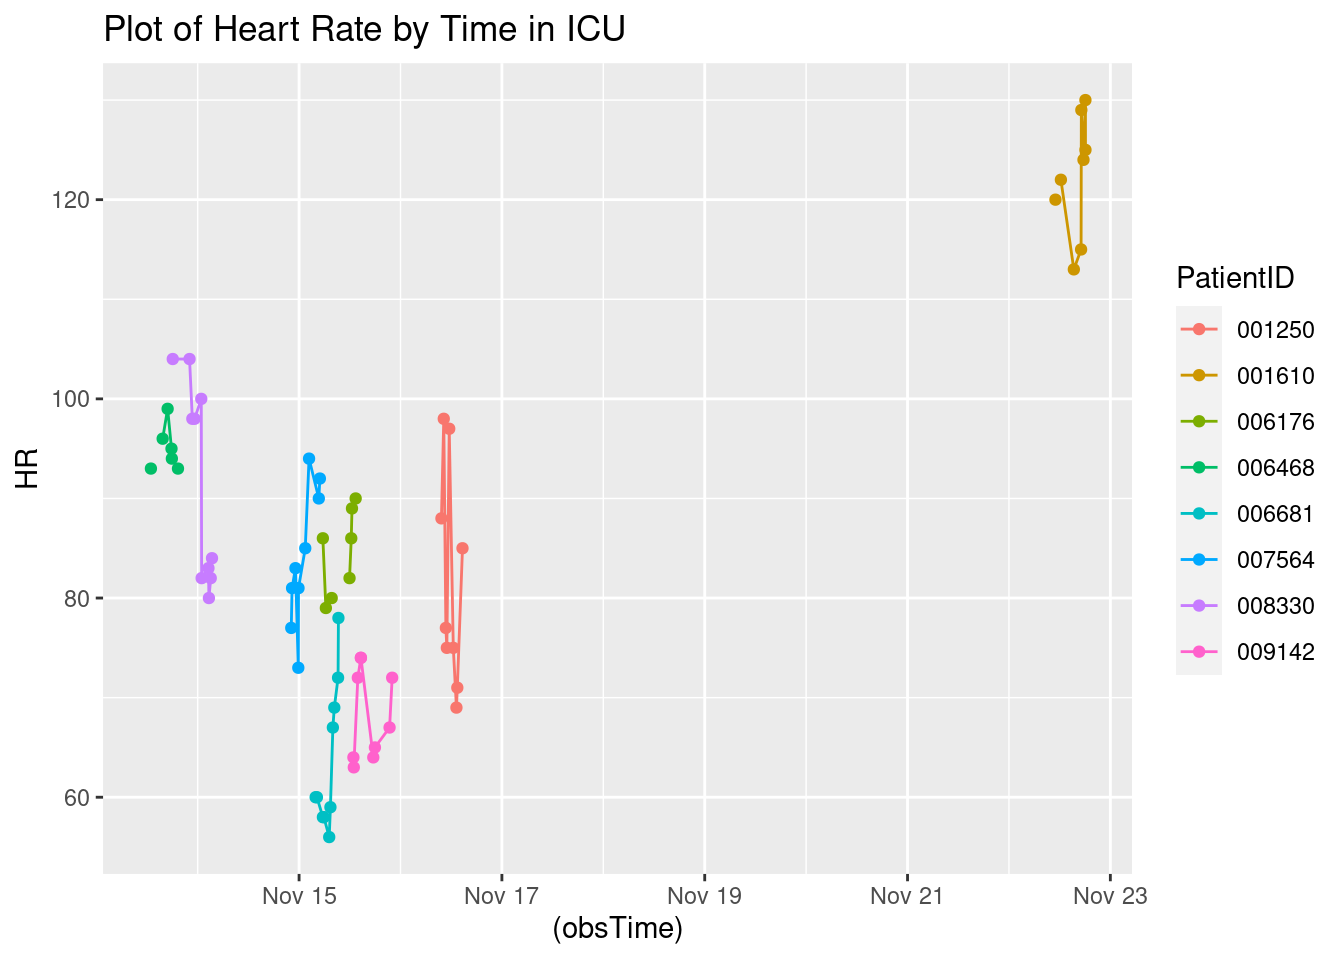 Plot of Heart Rate by Time in ICU
HR
120
100
80
60
Nov 15
Nov 17
Nov 19
Nov 21
Nov 23
(obsTime)
PatientID
001250
001610
006176
006468
006681
007564
008330
009142